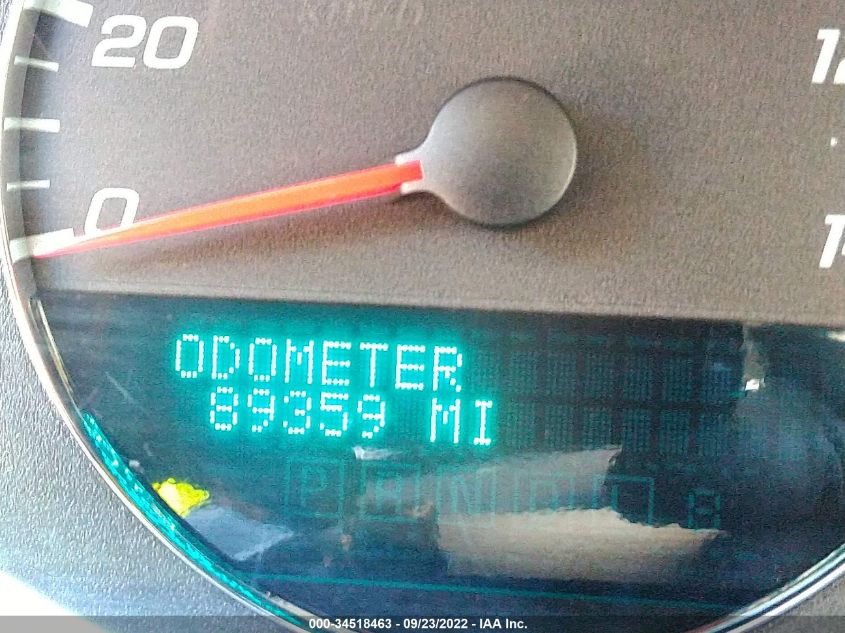 20
0
ODOMETER
89359 MI
P R N D L
000-34518463 - 09/23/2022 - IAA Inc.